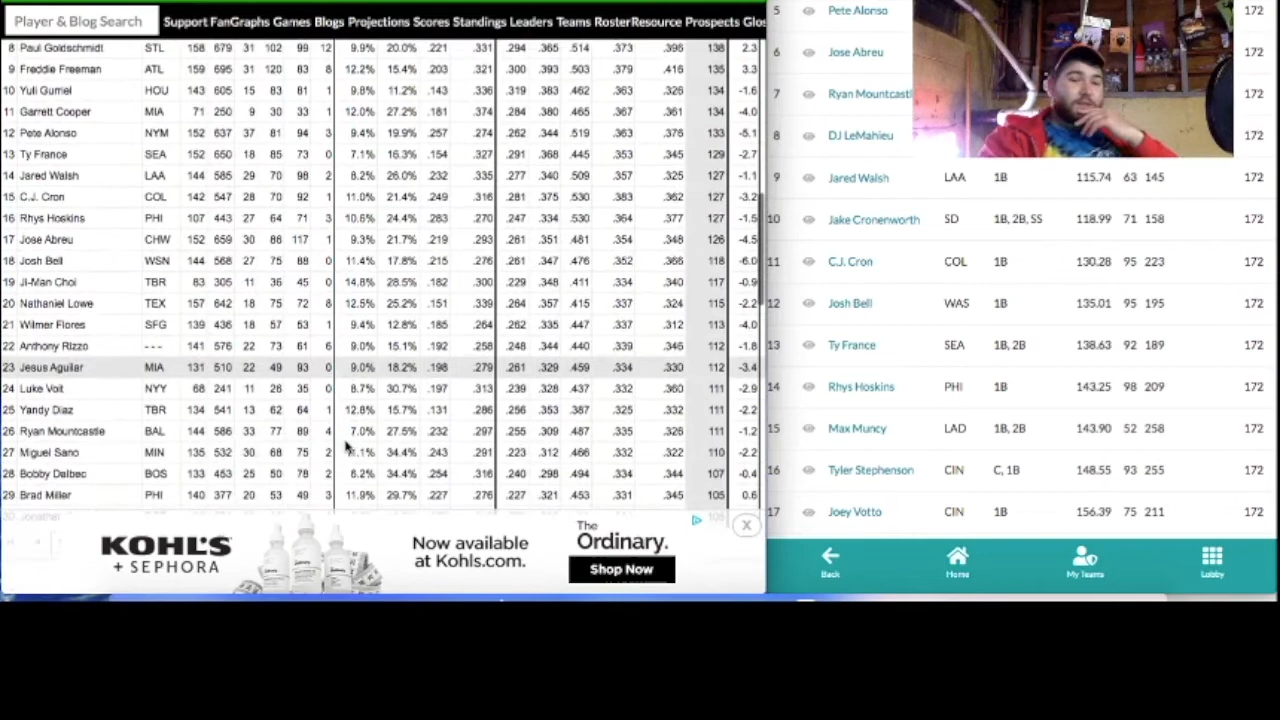 Player & Blog Search Support FanGraphs Games Blogs Projections Scores Standings Leaders Teams RosterResource Prospects Glos
8 Paul Goldschmidt STL 158 679 31 102 99 12 9.9% 20.0% .221 .331 .294 .365 .514 .373 .396 138 2.3
9 Freddie Freeman ATL 159 695 31 120 83 8 12.2% 15.4% .203 .321 .300 .393 .503 .379 .416 135 3.3
10 Yuli Gurriel HOU 143 605 15 83 81 1 9.8% 11.2% .143 .336 .319 .383 .462 .363 .326 134 -1.6
11 Garrett Cooper MIA 71 250 9 30 33 1 12.0% 27.2% .181 .374 .284 .380 .465 .367 .361 134 -4.0
12 Pete Alonso NYM 152 637 37 81 94 3 9.4% 19.9% .257 .274 .262 .344 .519 .363 .376 133 -5.1
13 Ty France SEA 152 650 18 85 73 0 7.1% 16.3% .154 .327 .291 .368 .445 .353 .345 129 -2.7
14 Jared Walsh LAA 144 585 29 70 98 2 8.2% 26.0% .232 .335 .277 .340 .509 .357 .325 127 -1.1
15 C.J. Cron COL 142 547 28 70 92 1 11.0% 21.4% .249 .316 .281 .375 .530 .383 .362 127 -3.2
16 Rhys Hoskins PHI 107 443 27 64 71 3 10.6% 24.4% .283 .270 .247 .334 .530 .364 .377 127 -1.5
17 Jose Abreu CHW 152 659 30 86 117 1 9.3% 21.7% .219 .293 .261 .351 .481 .354 .348 126 -4.5
18 Josh Bell WSN 144 568 27 75 88 0 11.4% 17.8% .215 .276 .261 .347 .476 .352 .366 118 -6.0
19 Ji-Man Choi TBR 83 305 11 36 45 0 14.8% 28.5% .182 .300 .229 .348 .411 .334 .340 117 -0.9
20 Nathaniel Lowe TEX 157 642 18 75 72 8 12.5% 25.2% .151 .339 .264 .357 .415 .337 .324 115 -2.2
21 Wilmer Flores SFG 139 436 18 57 53 1 9.4% 12.8% .185 .264 .262 .335 .447 .337 .312 113 -4.0
22 Anthony Rizzo - - - 141 576 22 73 61 6 9.0% 15.1% .192 .258 .248 .344 .440 .339 .346 112 -1.8
23 Jesus Aguilar MIA 131 510 22 49 93 0 9.0% 18.2% .198 .279 .261 .329 .459 .334 .330 112 -3.4
24 Luke Voit NYY 68 241 11 26 35 0 8.7% 30.7% .197 .313 .239 .328 .437 .332 .360 111 -2.9
25 Yandy Diaz TBR 134 541 13 62 64 1 12.8% 15.7% .131 .286 .256 .353 .387 .325 .332 111 -2.2
26 Ryan Mountcastle BAL 144 586 33 77 89 4 7.0% 27.5% .232 .297 .255 .309 .487 .335 .326 111 -1.2
27 Miguel Sano MIN 135 532 30 68 75 2 .1% 34.4% .243 .291 .223 .312 .466 .332 .322 110 -2.2
28 Bobby Dalbec BOS 133 453 25 50 78 2 6.2% 34.4% .254 .316 .240 .298 .494 .334 .344 107 -0.4
29 Brad Miller PHI 140 377 20 53 49 3 11.9% 29.7% .227 .276 .227 .321 .453 .331 .345 105 0.6
KOHL'S + SEPHORA
Now available at Kohls.com.
The Ordinary.
Shop Now
X
5 Pete Alonso 172
6 Jose Abreu 172
7 Ryan Mountcastl 172
8 DJ LeMahieu 172
9 Jared Walsh LAA 1B 115.74 63 145 172
10 Jake Cronenworth SD 1B, 2B, SS 118.99 71 158 172
11 C.J. Cron COL 1B 130.28 95 223 172
12 Josh Bell WAS 1B 135.01 95 195 172
13 Ty France SEA 1B, 2B 138.63 92 189 172
14 Rhys Hoskins PHI 1B 143.25 98 209 172
15 Max Muncy LAD 1B, 2B 143.90 52 258 172
16 Tyler Stephenson CIN C, 1B 148.55 93 255 172
17 Joey Votto CIN 1B 156.39 75 211 172
Back Home My Teams Lobby